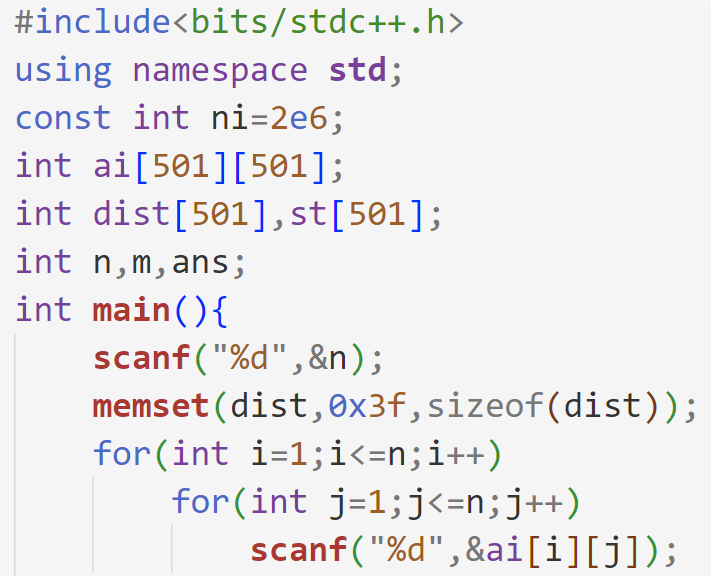 #include<bits/stdc++.h>
using namespace std;
const int ni=2e6;
int ai[501][501];
int dist[501],st[501];
int n,m,ans;
int main(){
    scanf("%d",&n);
    memset(dist,0x3f,sizeof(dist));
    for(int i=1;i<=n;i++)
        for(int j=1;j<=n;j++)
            scanf("%d",&ai[i][j]);